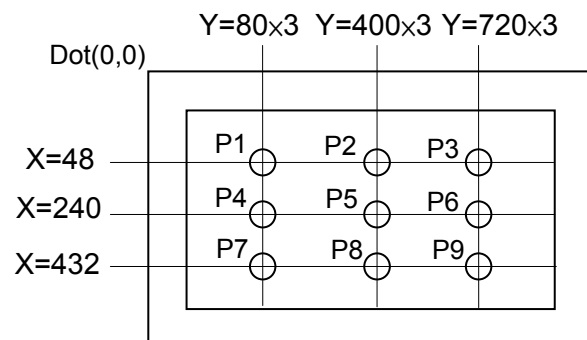 Y=80×3 Y=400×3 Y=720×3
Dot(0,0)
X=48 P1 P2 P3
X=240 P4 P5 P6
X=432 P7 P8 P9